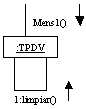 Mens1()
:TPDV
1:limpiar()